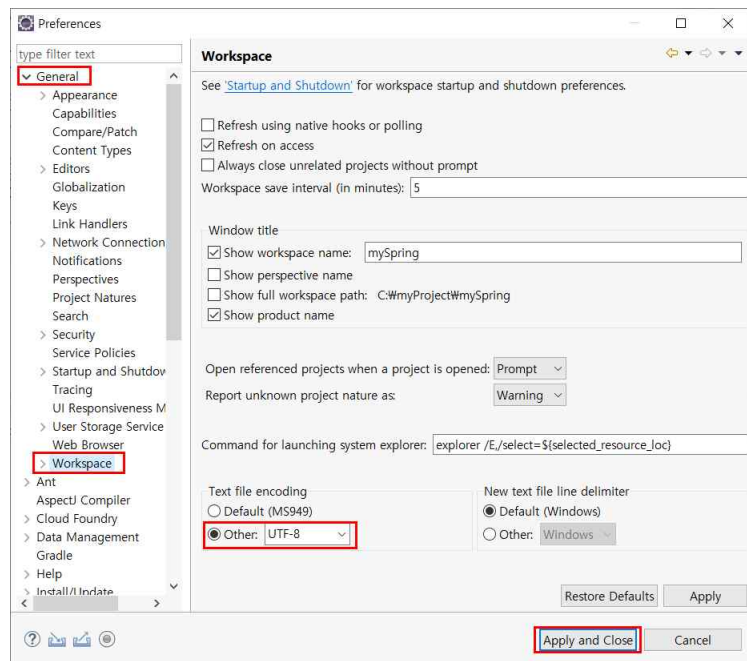 Preferences
type filter text
General
Appearance
Capabilities
Compare/Patch
Content Types
Editors
Globalization
Keys
Link Handlers
Network Connection
Notifications
Perspectives
Project Natures
Search
Security
Service Policies
Startup and Shutdow
Tracing
UI Responsiveness M
User Storage Service
Web Browser
Workspace
Ant
AspectJ Compiler
Cloud Foundry
Data Management
Gradle
Help
Install/Update
Workspace
See 'Startup and Shutdown' for workspace startup and shutdown preferences.
Refresh using native hooks or polling
Refresh on access
Always close unrelated projects without prompt
Workspace save interval (in minutes): 5
Window title
Show workspace name: mySpring
Show perspective name
Show full workspace path: C:₩myProject₩mySpring
Show product name
Open referenced projects when a project is opened: Prompt
Report unknown project nature as: Warning
Command for launching system explorer: explorer /E,/select=${selected_resource_loc}
Text file encoding
Default (MS949)
Other: UTF-8
New text file line delimiter
Default (Windows)
Other: Windows
Restore Defaults Apply
Apply and Close Cancel